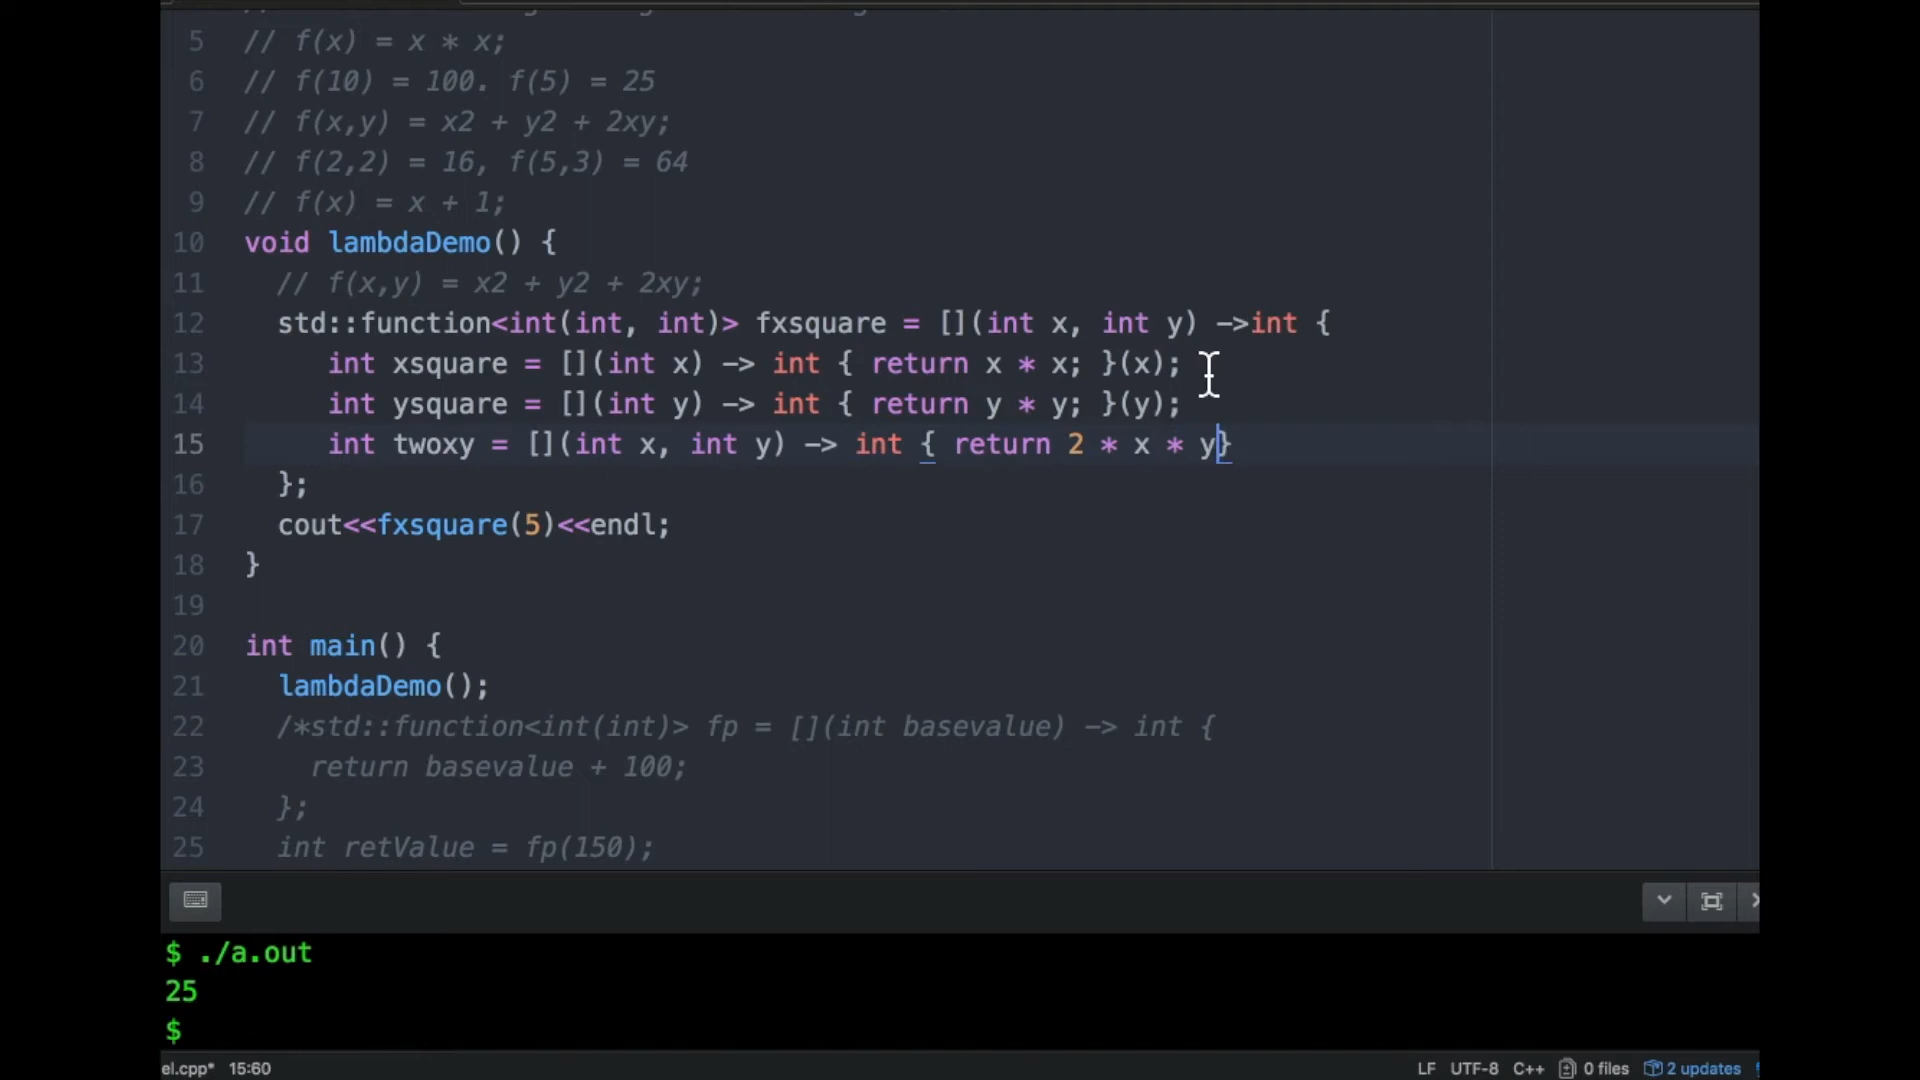 5 // f(x) = x * x;
6 // f(10) = 100. f(5) = 25
7 // f(x,y) = x2 + y2 + 2xy;
8 // f(2,2) = 16, f(5,3) = 64
9 // f(x) = x + 1;
10 void lambdaDemo() {
11 // f(x,y) = x2 + y2 + 2xy;
12 std::function<int(int, int)> fxsquare = [](int x, int y) ->int {
13 int xsquare = [](int x) -> int { return x * x; }(x);
14 int ysquare = [](int y) -> int { return y * y; }(y);
15 int twoxy = [](int x, int y) -> int { return 2 * x * y}
16 };
17 cout<<fxsquare(5)<<endl;
18 }
19
20 int main() {
21 lambdaDemo();
22 /*std::function<int(int)> fp = [](int basevalue) -> int {
23 return basevalue + 100;
24 };
25 int retValue = fp(150);
$ ./a.out
25
$
el.cpp* 15:60 LF UTF-8 C++ 0 files 2 updates